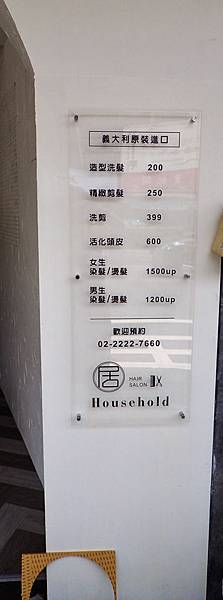 義大利原裝進口
造型洗髮 200
精緻剪髮 250
洗剪 399
活化頭皮 600
女生
染髮/燙髮 1500up
男生
染髮/燙髮 1200up
歡迎預約
02-2222-7660
居 HAIR
SALON
Household